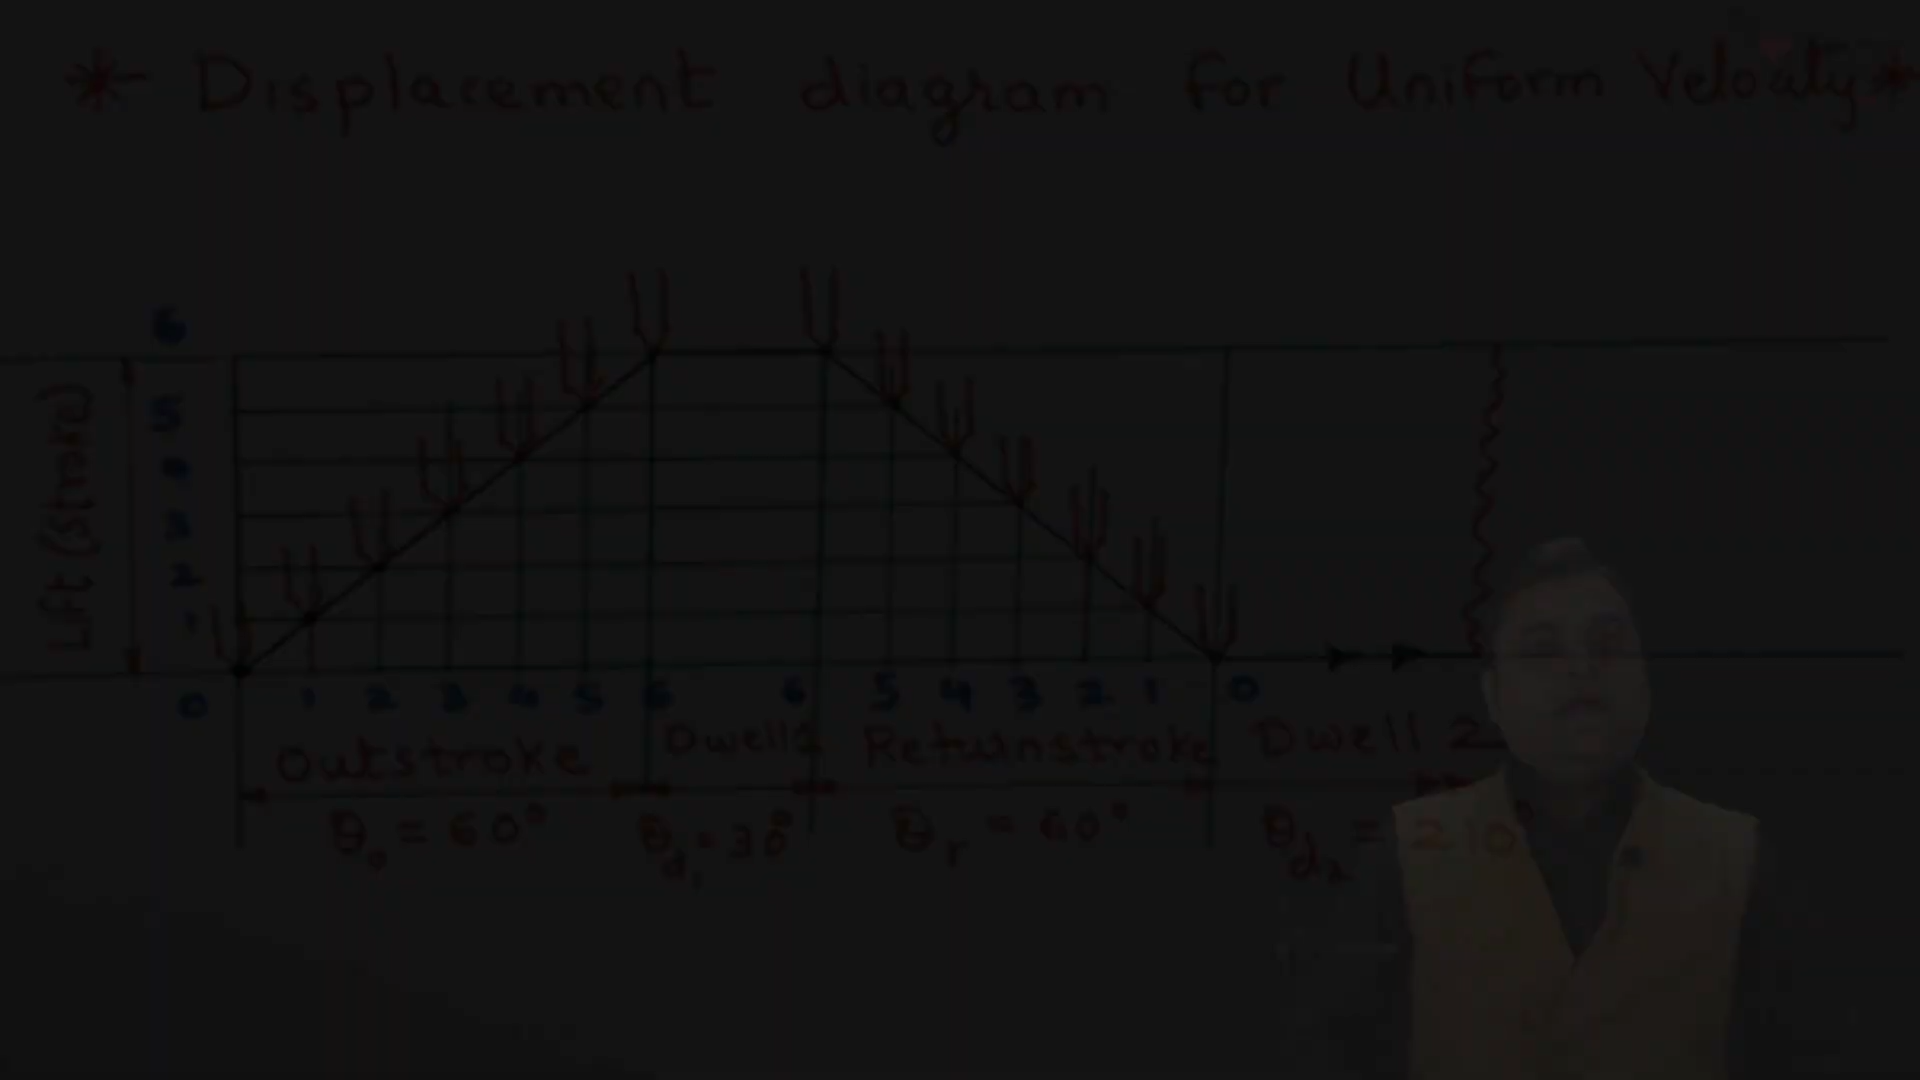 * Displacement diagram for Uniform Velocity *
6
5
4
3
2
1
0
Lift (Stroke)
0 1 2 3 4 5 6 6 5 4 3 2 1 0
Outstroke Dwell 1 Returnstroke Dwell 2
θo = 60° θd1 = 30° θr = 60° θd2 = 210°